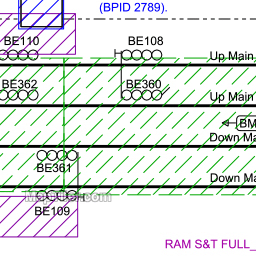 (BPID 2789).
BE110 BE108
Up Main
BE362 BE360 Up Main
BM
Down Ma
BE361 Down Ma
BE109
RAM S&T FULL_